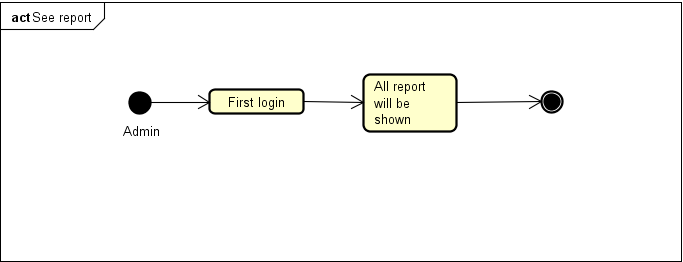 act See report
First login
All report
will be
shown
Admin